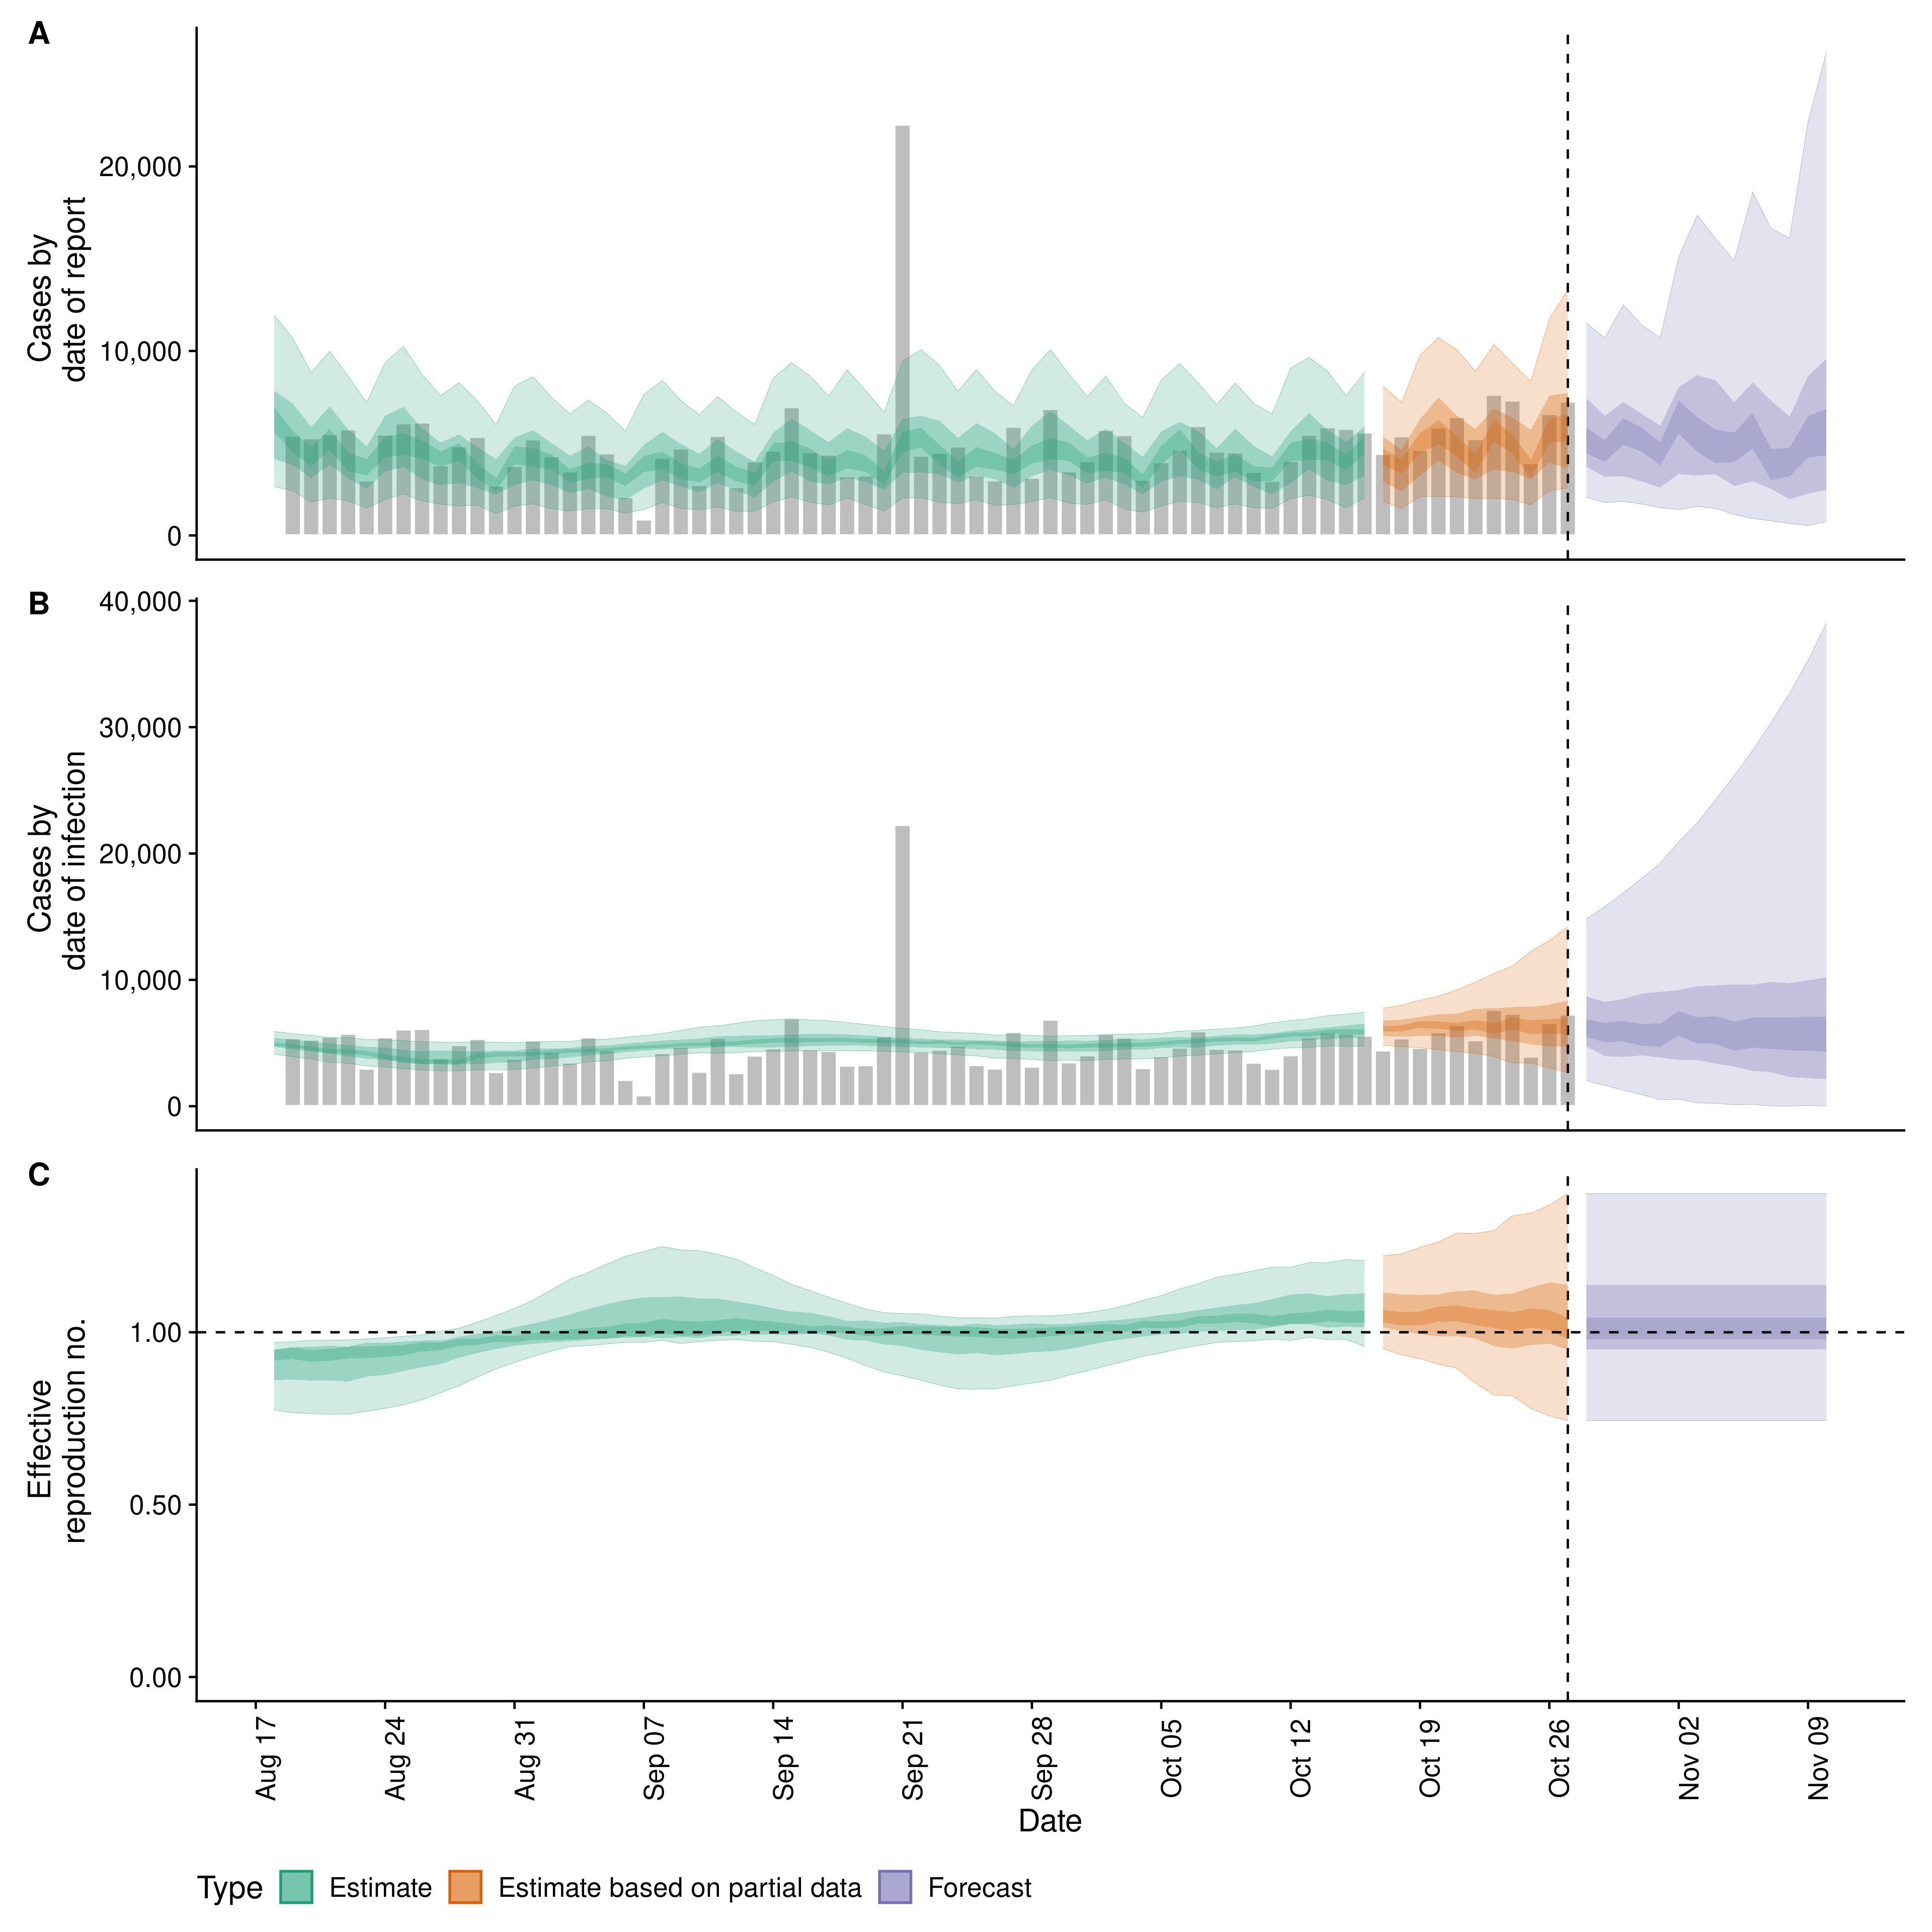 A
Cases by
date of report
20,000
10,000
0
B
Cases by
date of infection
40,000
30,000
20,000
10,000
0
C
Effective
reproduction no.
1.00
0.50
0.00
Aug 17
Aug 24
Aug 31
Sep 07
Sep 14
Sep 21
Sep 28
Oct 05
Oct 12
Oct 19
Oct 26
Nov 02
Nov 09
Date
Type Estimate Estimate based on partial data Forecast